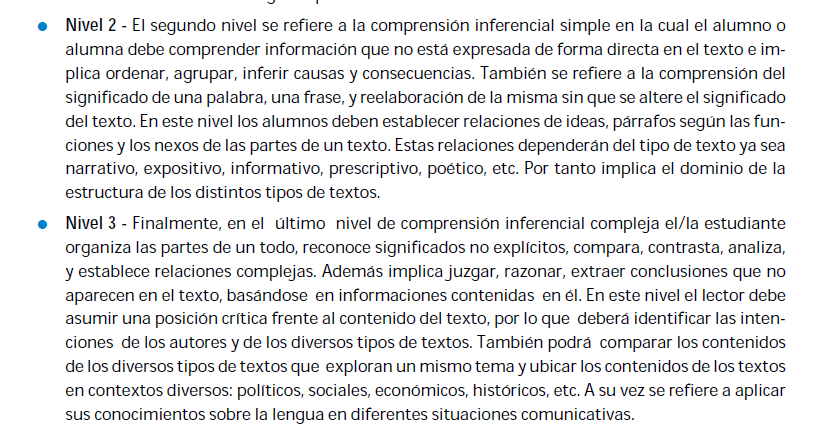 Nivel 2 - El segundo nivel se refiere a la comprensión inferencial simple en la cual el alumno o
alumna debe comprender información que no está expresada de forma directa en el texto e im-
plica ordenar, agrupar, inferir causas y consecuencias. También se refiere a la comprensión del
significado de una palabra, una frase, y reelaboración de la misma sin que se altere el significado
del texto. En este nivel los alumnos deben establecer relaciones de ideas, párrafos según las fun-
ciones y los nexos de las partes de un texto. Estas relaciones dependerán del tipo de texto ya sea
narrativo, expositivo, informativo, prescriptivo, poético, etc. Por tanto implica el dominio de la
estructura de los distintos tipos de textos.
Nivel 3 - Finalmente, en el último nivel de comprensión inferencial compleja el/la estudiante
organiza las partes de un todo, reconoce significados no explícitos, compara, contrasta, analiza,
y establece relaciones complejas. Además implica juzgar, razonar, extraer conclusiones que no
aparecen en el texto, basándose en informaciones contenidas en él. En este nivel el lector debe
asumir una posición crítica frente al contenido del texto, por lo que deberá identificar las inten-
ciones de los autores y de los diversos tipos de textos. También podrá comparar los contenidos
de los diversos tipos de textos que exploran un mismo tema y ubicar los contenidos de los textos
en contextos diversos: políticos, sociales, económicos, históricos, etc. A su vez se refiere a aplicar
sus conocimientos sobre la lengua en diferentes situaciones comunicativas.